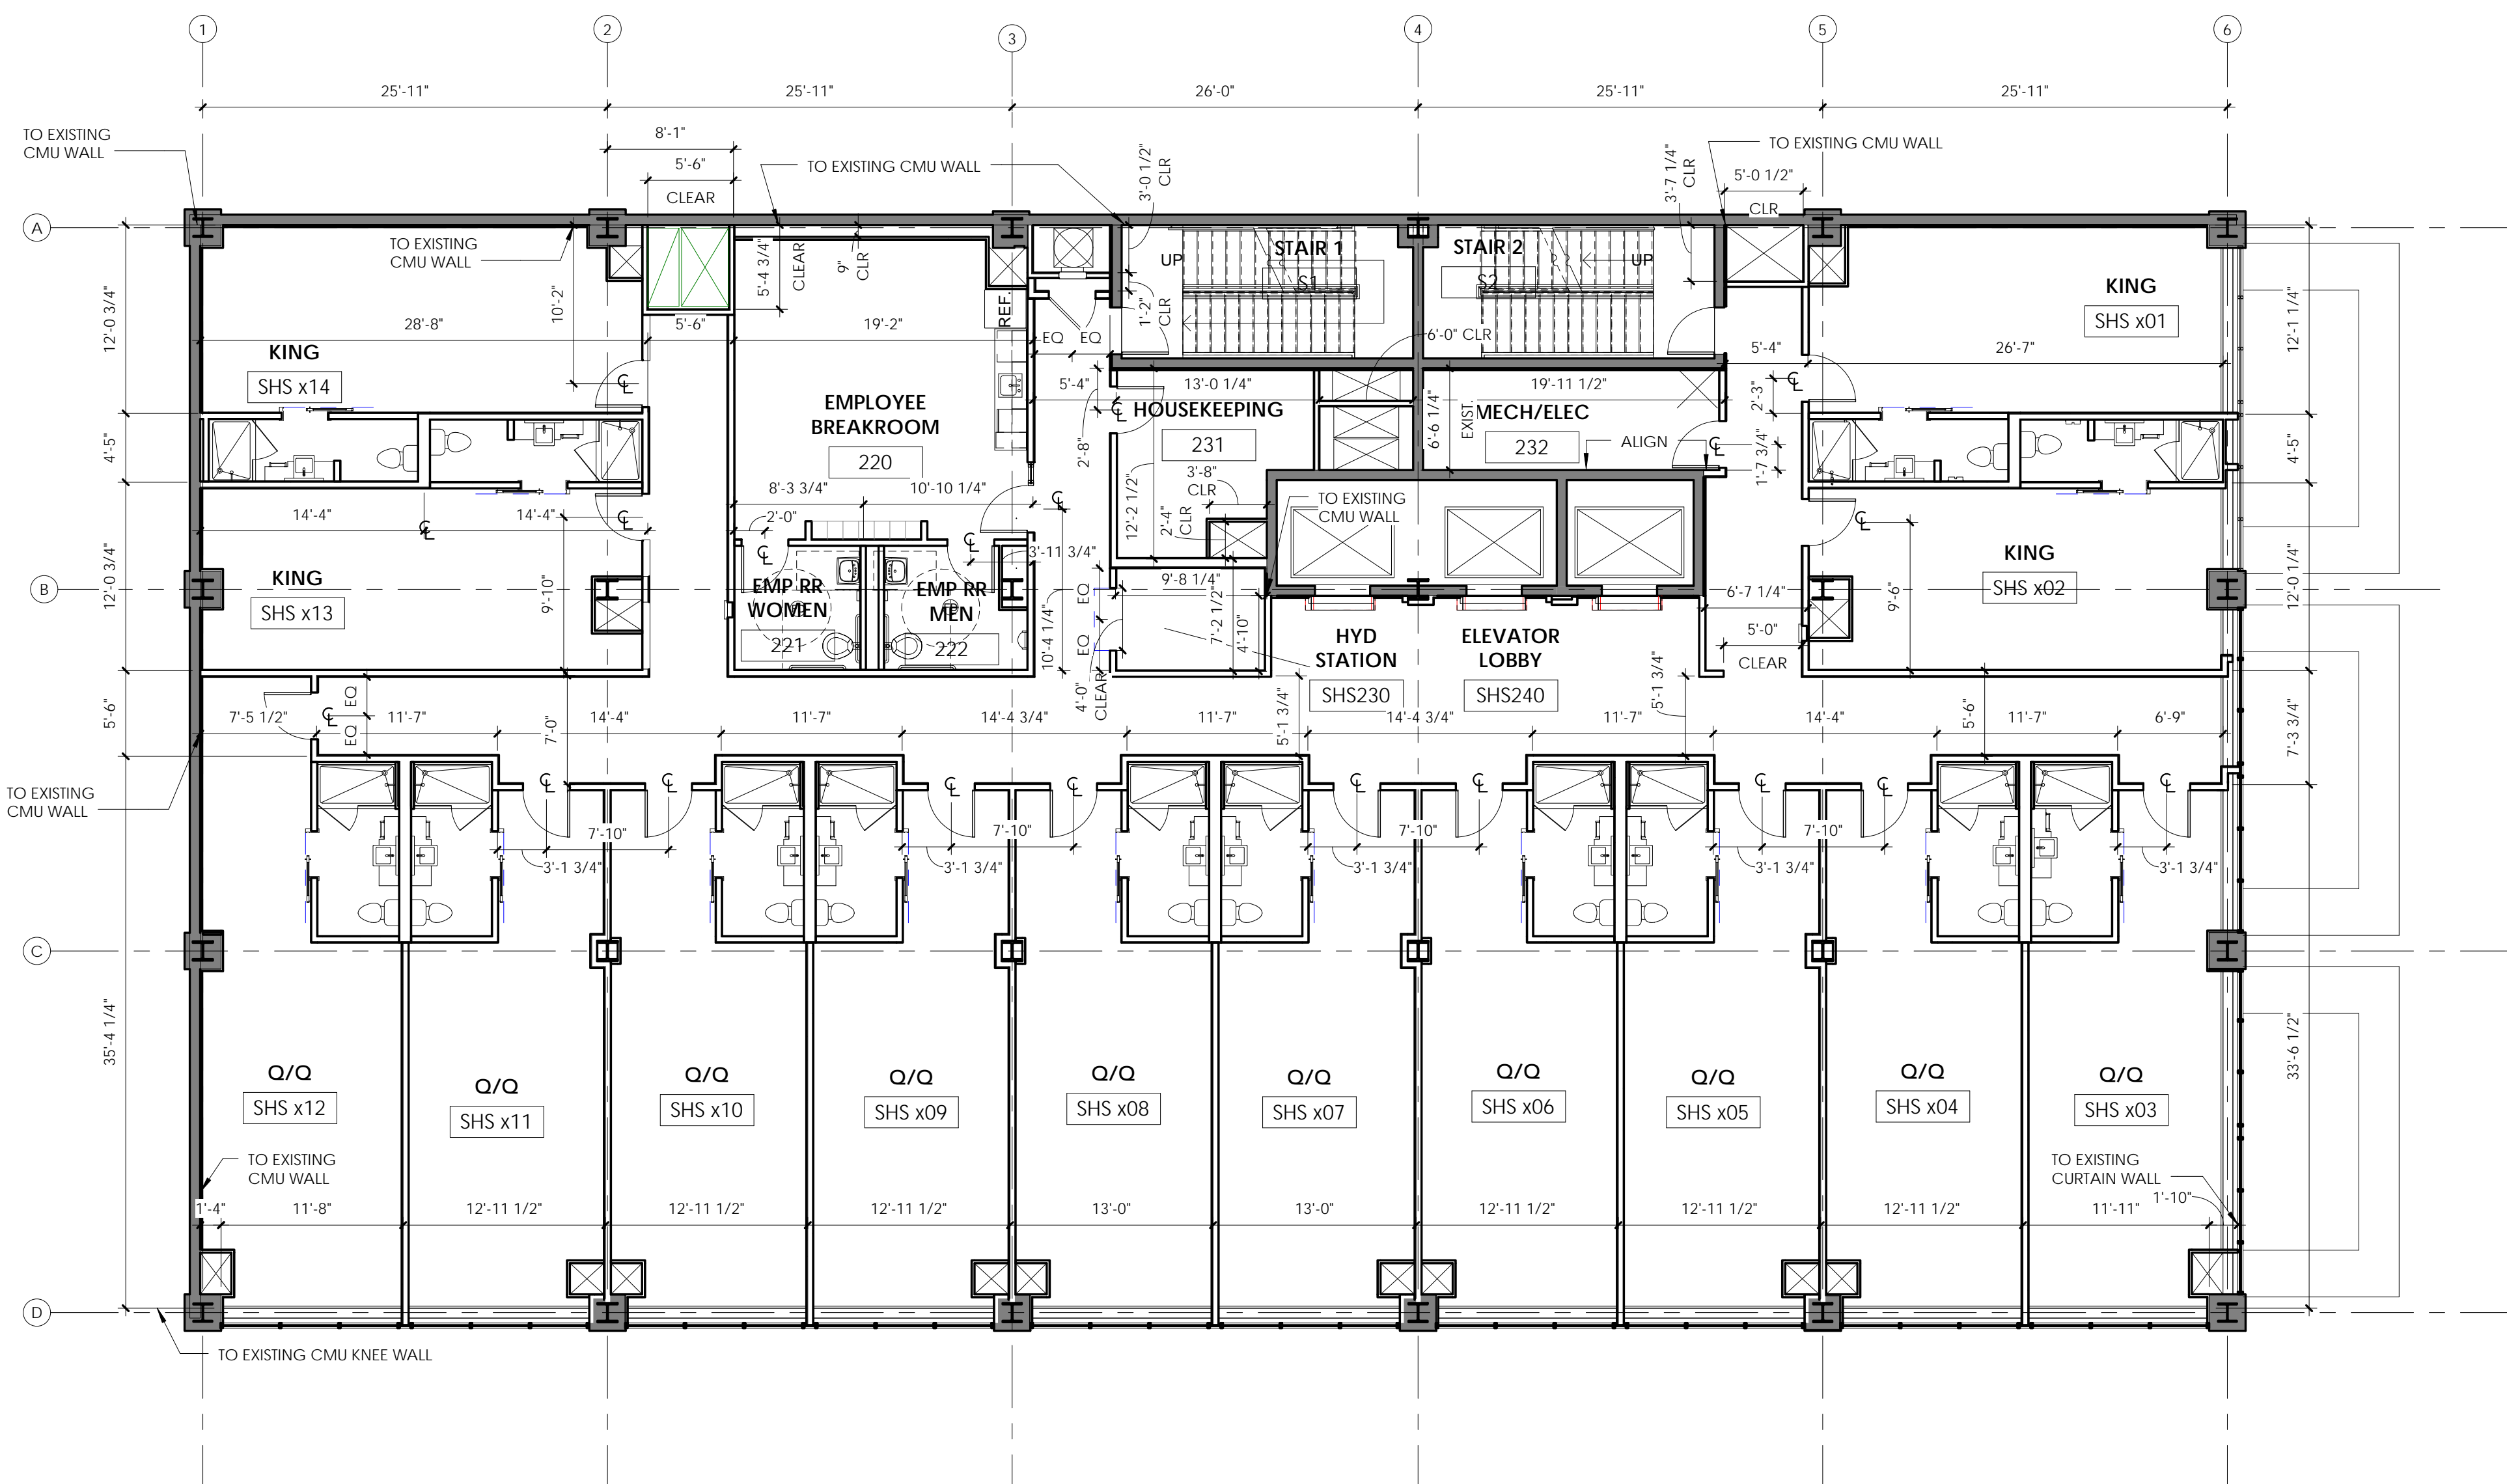 1
2
3
4
5
6
25'-11"
25'-11"
26'-0"
25'-11"
25'-11"
TO EXISTING
CMU WALL
8'-1"
5'-6"
CLEAR
TO EXISTING CMU WALL
3'-0 1/2"
CLR
3'-7 1/4"
CLR
TO EXISTING CMU WALL
5'-0 1/2"
CLR
A
TO EXISTING
CMU WALL
5'-4 3/4"
CLEAR
9"
CLR
UP
STAIR 1
S1
STAIR 2
S2
UP
KING
SHS x01
12'-0 3/4"
10'-2"
28'-8"
5'-6"
19'-2"
REF.
EQ
EQ
1'-2"
CLR
6'-0" CLR
5'-4"
26'-7"
12'-1 1/4"
KING
SHS x14
EMPLOYEE
BREAKROOM
220
5'-4"
13'-0 1/4"
19'-11 1/2"
2'-3"
HOUSEKEEPING
231
6'-6 1/4"
EXIST.
MECH/ELEC
232
ALIGN
4'-5"
2'-8"
1'-7 3/4"
4'-5"
8'-3 3/4"
10'-10 1/4"
3'-8"
CLR
TO EXISTING
CMU WALL
14'-4"
14'-4"
2'-0"
12'-2 1/2"
2'-4"
CLR
3'-11 3/4"
B
12'-0 3/4"
KING
SHS x13
9'-10"
EMP RR
WOMEN
221
EMP RR
MEN
222
10'-4 1/4"
EQ
EQ
9'-8 1/4"
7'-2 1/2"
4'-10"
6'-7 1/4"
9'-6"
KING
SHS x02
12'-0 1/4"
HYD
STATION
SHS230
ELEVATOR
LOBBY
SHS240
5'-0"
CLEAR
5'-6"
7'-5 1/2"
EQ
EQ
11'-7"
7'-0"
14'-4"
11'-7"
14'-4 3/4"
4'-0"
CLEAR
11'-7"
5'-1 3/4"
14'-4 3/4"
11'-7"
5'-1 3/4"
14'-4"
5'-6"
11'-7"
6'-9"
7'-3 3/4"
TO EXISTING
CMU WALL
7'-10"
7'-10"
7'-10"
7'-10"
3'-1 3/4"
3'-1 3/4"
3'-1 3/4"
3'-1 3/4"
3'-1 3/4"
C
35'-4 1/4"
33'-6 1/2"
Q/Q
SHS x12
Q/Q
SHS x11
Q/Q
SHS x10
Q/Q
SHS x09
Q/Q
SHS x08
Q/Q
SHS x07
Q/Q
SHS x06
Q/Q
SHS x05
Q/Q
SHS x04
Q/Q
SHS x03
TO EXISTING
CMU WALL
TO EXISTING
CURTAIN WALL
1'-4"
11'-8"
12'-11 1/2"
12'-11 1/2"
12'-11 1/2"
13'-0"
13'-0"
12'-11 1/2"
12'-11 1/2"
12'-11 1/2"
11'-11"
1'-10"
D
TO EXISTING CMU KNEE WALL